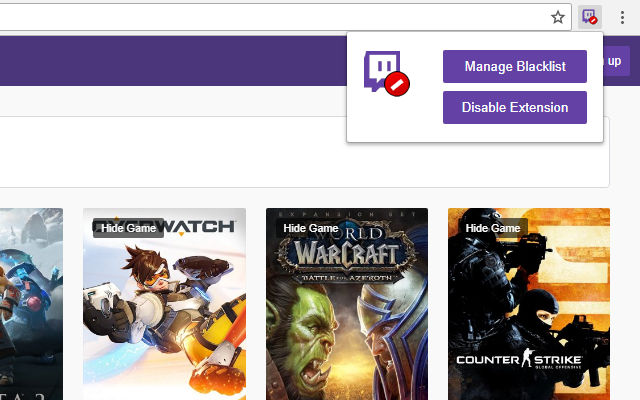 up
Manage Blacklist
Disable Extension
OVERWATCH
Hide Game
EXPANSION SET
Hide Game
WORLD
WARCRAFT
BATTLE FOR AZEROTH
Hide Game
COUNTER STRIKE
GLOBAL OFFENSIVE